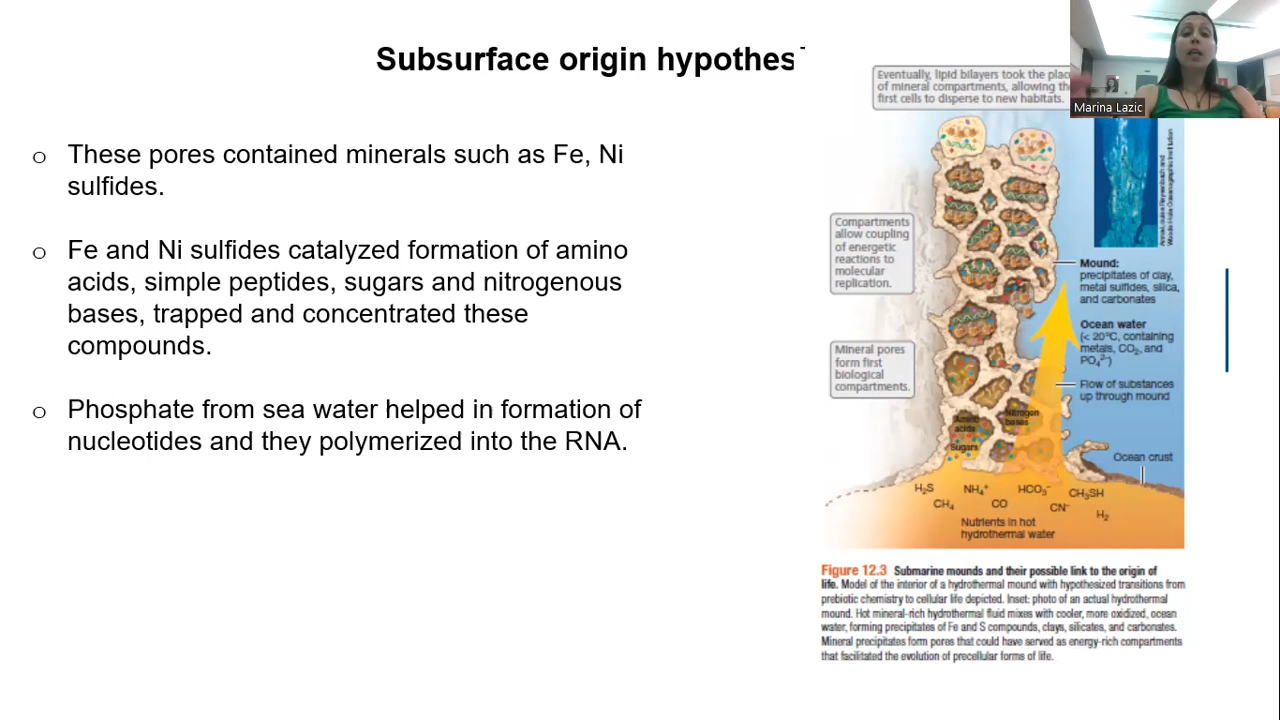 Subsurface origin hypothes
Marina Lazic
These pores contained minerals such as Fe, Ni
sulfides.
Fe and Ni sulfides catalyzed formation of amino
acids, simple peptides, sugars and nitrogenous
bases, trapped and concentrated these
compounds.
Phosphate from sea water helped in formation of
nucleotides and they polymerized into the RNA.
Eventually, lipid bilayers took the plac
of mineral compartments, allowing th
first cells to disperse to new habitats.
Anna-Louise Reysenbach and
Woods Hole Oceanographic Institution
Compartments
allow coupling
of energetic
reactions to
molecular
replication.
Mound:
precipitates of clay,
metal sulfides, silica,
and carbonates
Ocean water
(< 20°C, containing
metals, CO₂, and
PO₄³⁻)
Mineral pores
form first
biological
compartments.
Flow of substances
up through mound
Amino
acids
Sugars
Nitrogen
bases
Ocean crust
H₂S
NH₄⁺
HCO₃⁻
CH₃SH
CH₄
CO
CN⁻
H₂
Nutrients in hot
hydrothermal water
Figure 12.3 Submarine mounds and their possible link to the origin of
life. Model of the interior of a hydrothermal mound with hypothesized transitions from
prebiotic chemistry to cellular life depicted. Inset: photo of an actual hydrothermal
mound. Hot mineral-rich hydrothermal fluid mixes with cooler, more oxidized, ocean
water, forming precipitates of Fe and S compounds, clays, silicates, and carbonates.
Mineral precipitates form pores that could have served as energy-rich compartments
that facilitated the evolution of precellular forms of life.